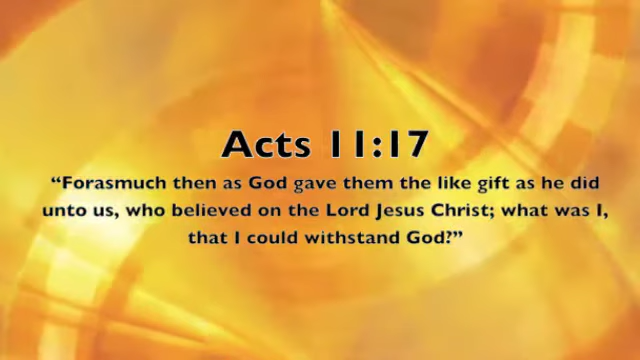 Acts 11:17
“Forasmuch then as God gave them the like gift as he did
unto us, who believed on the Lord Jesus Christ; what was I,
that I could withstand God?”